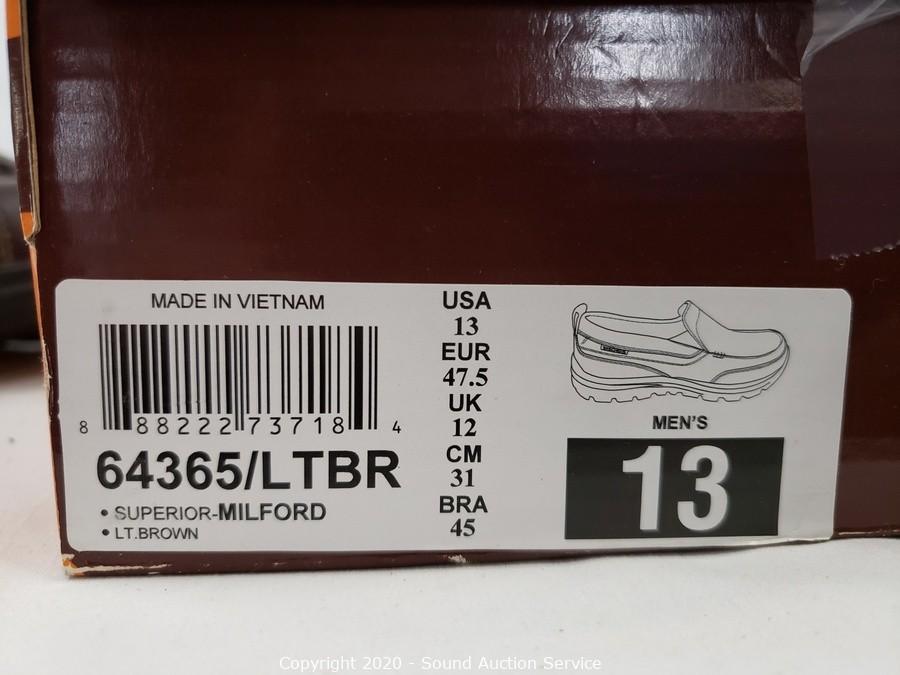 MADE IN VIETNAM
8 88222 73718 4
64365/LTBR
• SUPERIOR-MILFORD
• LT.BROWN
USA
13
EUR
47.5
UK
12
CM
31
BRA
45
MEN'S
13
Copyright 2020 - Sound Auction Service